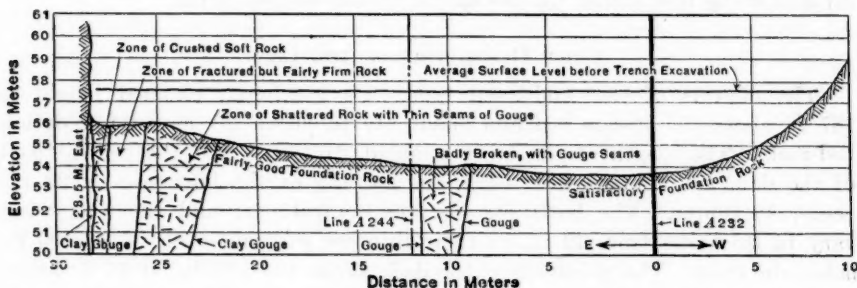 61
60
59
58
57
56
55
54
53
52
51
50
Elevation in Meters
Zone of Crushed Soft Rock
Zone of Fractured but Fairly Firm Rock
Average Surface Level before Trench Excavation
Zone of Shattered Rock with Thin Seams of Gouge
28.5 M. East
Badly Broken, with Gouge Seams
Fairly Good Foundation Rock
Satisfactory Foundation Rock
Line A244
Gouge
Line A232
Clay Gouge
Clay Gouge
Gouge
E W
30 25 20 15 10 5 0 5 10
Distance in Meters